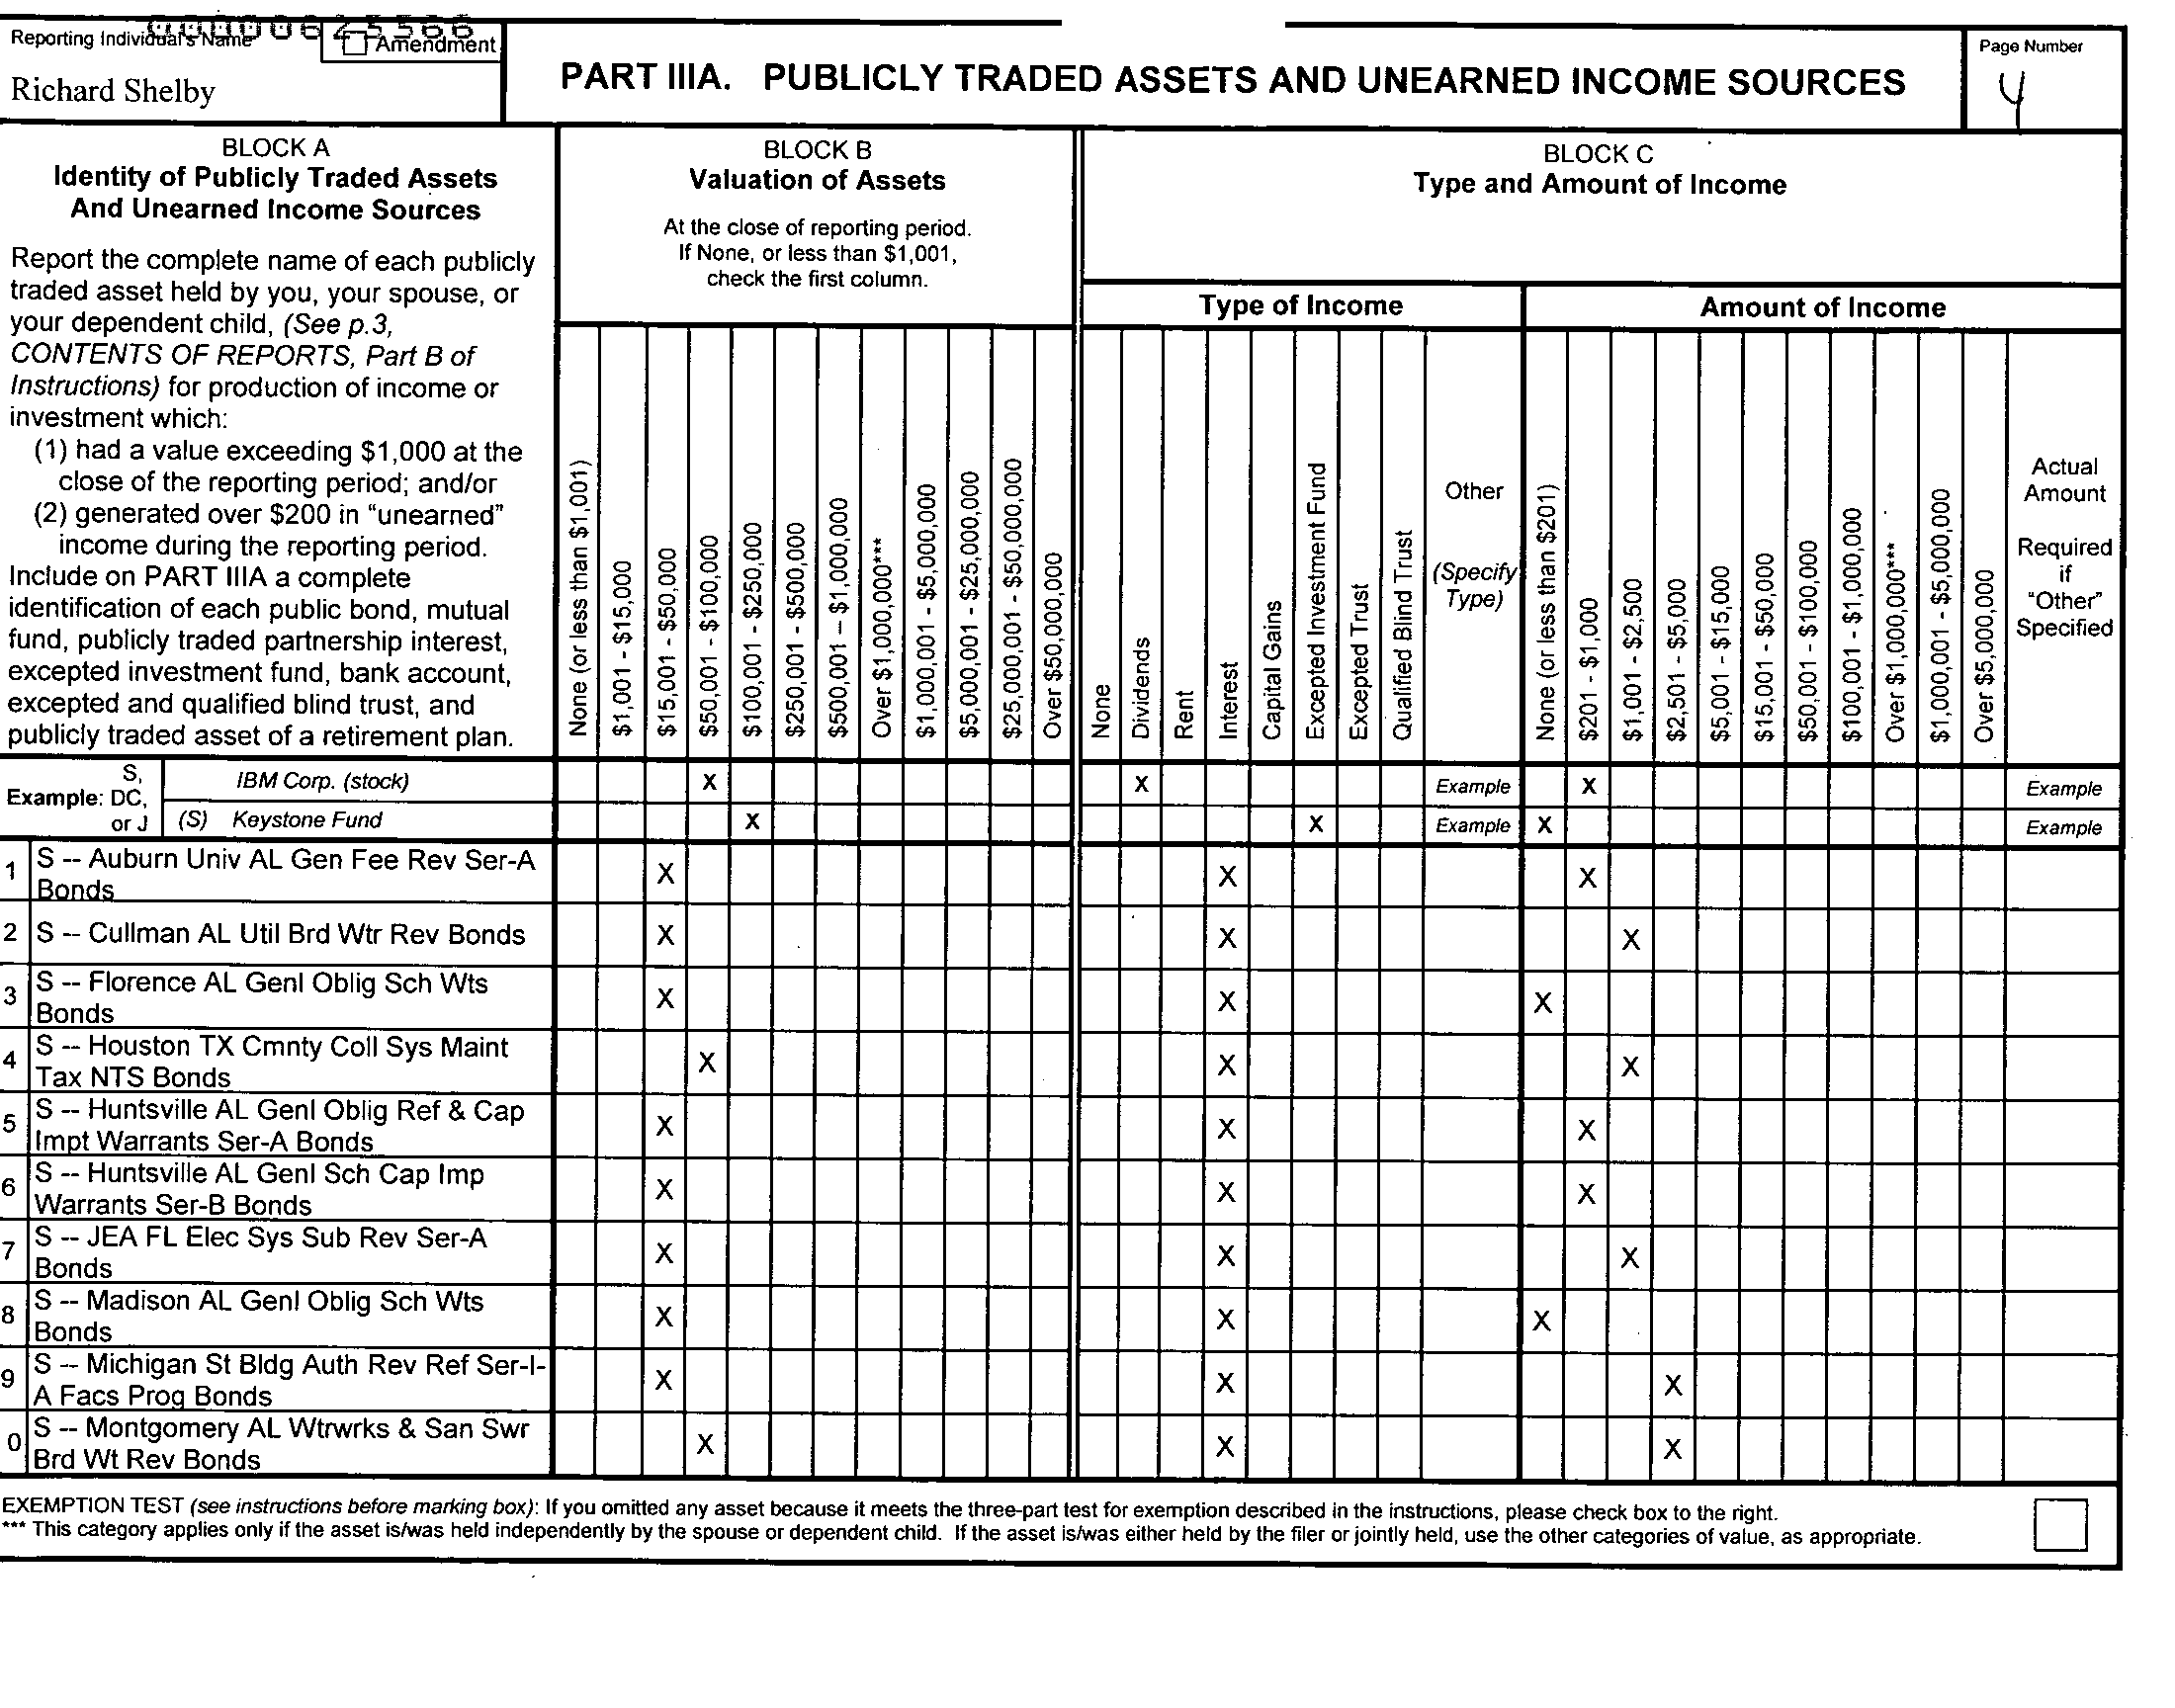 Reporting Individual's Name
Amendment
Richard Shelby
PART IIIA. PUBLICLY TRADED ASSETS AND UNEARNED INCOME SOURCES
Page Number
4
BLOCK A
Identity of Publicly Traded Assets
And Unearned Income Sources
Report the complete name of each publicly
traded asset held by you, your spouse, or
your dependent child, (See p.3,
CONTENTS OF REPORTS, Part B of
Instructions) for production of income or
investment which:
(1) had a value exceeding $1,000 at the
close of the reporting period; and/or
(2) generated over $200 in “unearned”
income during the reporting period.
Include on PART IIIA a complete
identification of each public bond, mutual
fund, publicly traded partnership interest,
excepted investment fund, bank account,
excepted and qualified blind trust, and
publicly traded asset of a retirement plan.
BLOCK B
Valuation of Assets
At the close of reporting period.
If None, or less than $1,001,
check the first column.
None (or less than $1,001)
$1,001 - $15,000
$15,001 - $50,000
$50,001 - $100,000
$100,001 - $250,000
$250,001 - $500,000
$500,001 – $1,000,000
Over $1,000,000***
$1,000,001 - $5,000,000
$5,000,001 - $25,000,000
$25,000,001 - $50,000,000
Over $50,000,000
BLOCK C
Type and Amount of Income
Type of Income
None
Dividends
Rent
Interest
Capital Gains
Excepted Investment Fund
Excepted Trust
Qualified Blind Trust
Other
(Specify
Type)
Amount of Income
None (or less than $201)
$201 - $1,000
$1,001 - $2,500
$2,501 - $5,000
$5,001 - $15,000
$15,001 - $50,000
$50,001 - $100,000
$100,001 - $1,000,000
Over $1,000,000***
$1,000,001 - $5,000,000
Over $5,000,000
Actual
Amount
Required
if
“Other”
Specified
Example: S, DC, or J
IBM Corp. (stock) X X Example X Example
(S) Keystone Fund X X Example X Example
1 S -- Auburn Univ AL Gen Fee Rev Ser-A
Bonds X X X
2 S -- Cullman AL Util Brd Wtr Rev Bonds X X X
3 S -- Florence AL Genl Oblig Sch Wts
Bonds X X X
4 S -- Houston TX Cmnty Coll Sys Maint
Tax NTS Bonds X X X
5 S -- Huntsville AL Genl Oblig Ref & Cap
Impt Warrants Ser-A Bonds X X X
6 S -- Huntsville AL Genl Sch Cap Imp
Warrants Ser-B Bonds X X X
7 S -- JEA FL Elec Sys Sub Rev Ser-A
Bonds X X X
8 S -- Madison AL Genl Oblig Sch Wts
Bonds X X X
9 S -- Michigan St Bldg Auth Rev Ref Ser-I-
A Facs Prog Bonds X X X
0 S -- Montgomery AL Wtrwrks & San Swr
Brd Wt Rev Bonds X X X
EXEMPTION TEST (see instructions before marking box): If you omitted any asset because it meets the three-part test for exemption described in the instructions, please check box to the right.
*** This category applies only if the asset is/was held independently by the spouse or dependent child. If the asset is/was either held by the filer or jointly held, use the other categories of value, as appropriate.